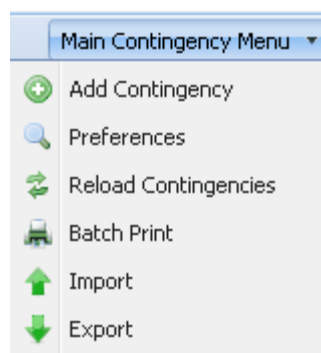 Main Contingency Menu
Add Contingency
Preferences
Reload Contingencies
Batch Print
Import
Export